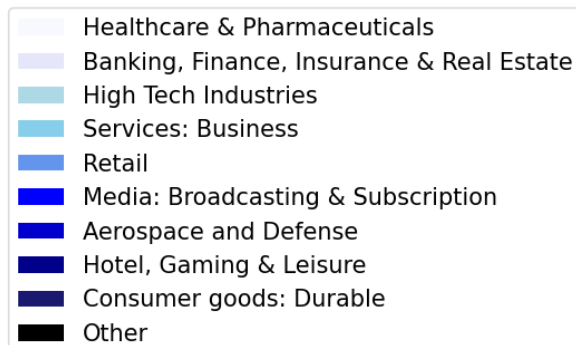 Healthcare & Pharmaceuticals
Banking, Finance, Insurance & Real Estate
High Tech Industries
Services: Business
Retail
Media: Broadcasting & Subscription
Aerospace and Defense
Hotel, Gaming & Leisure
Consumer goods: Durable
Other